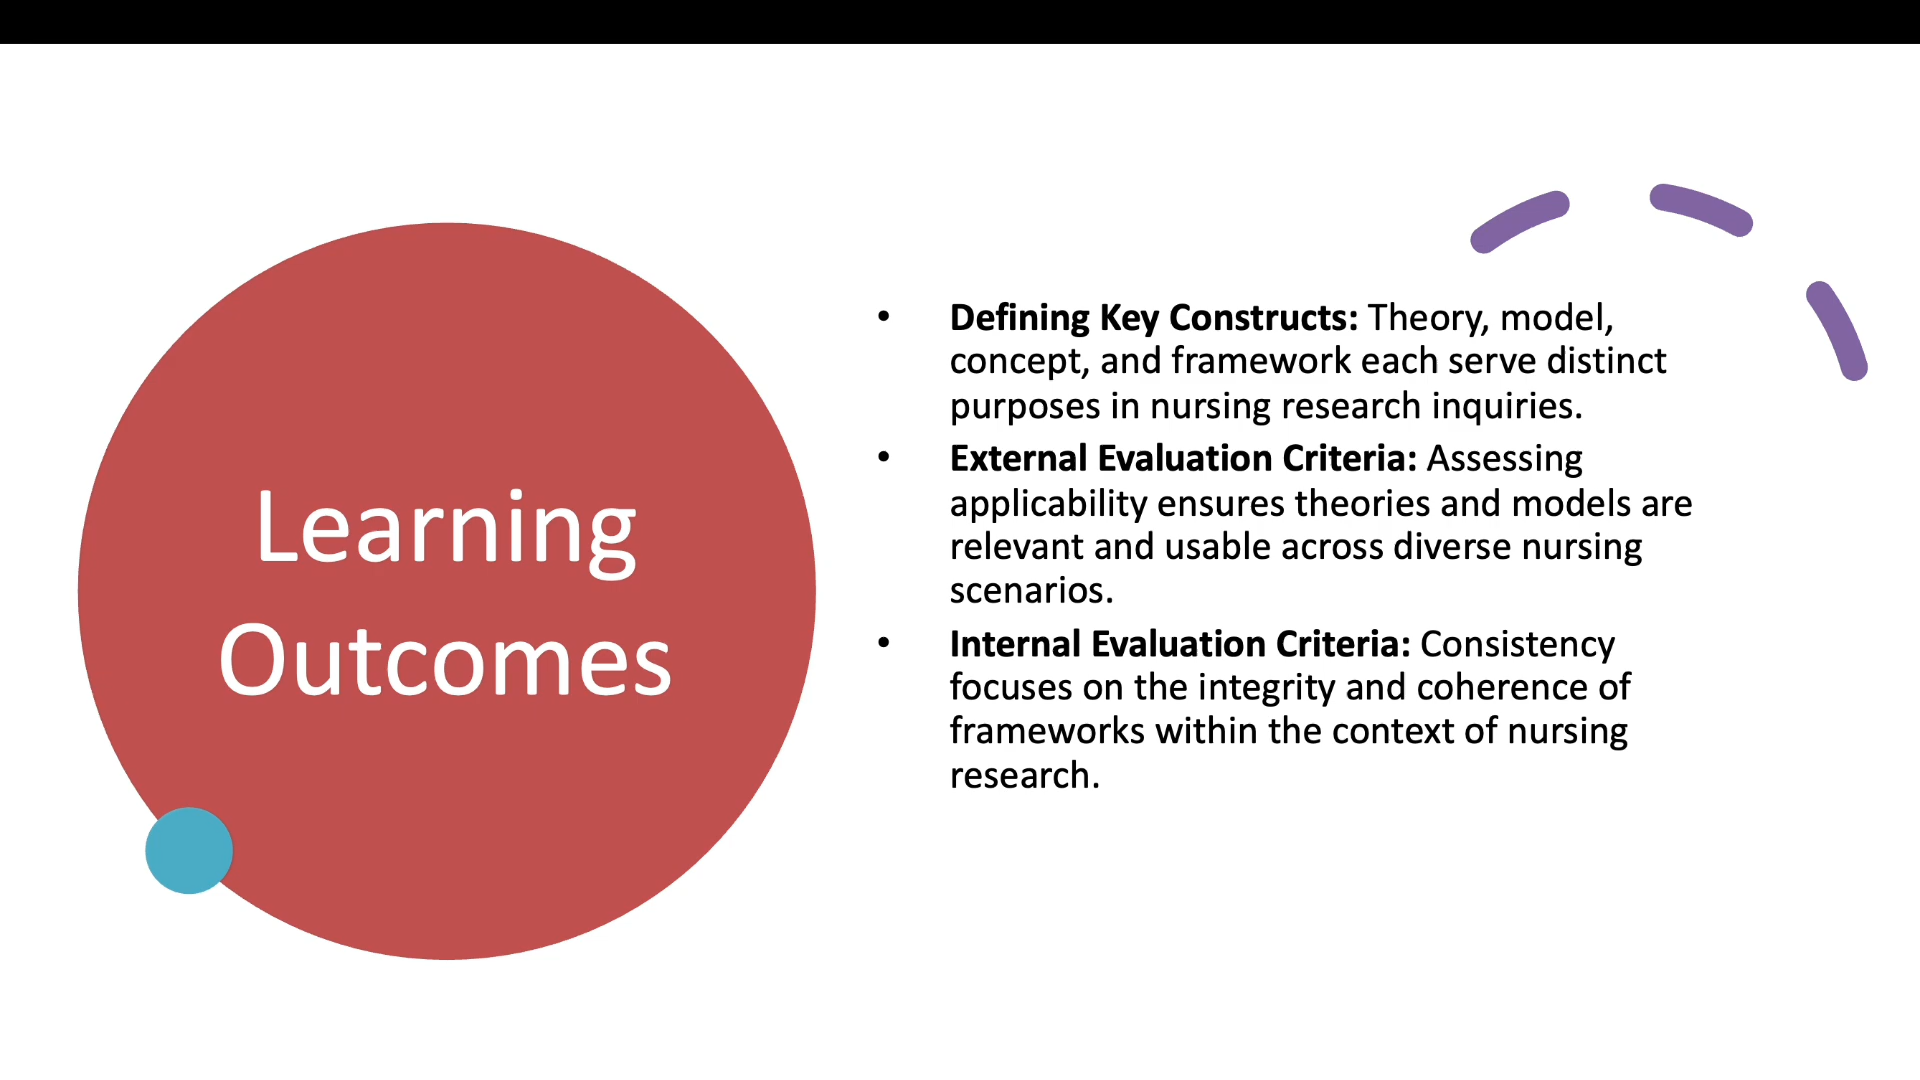 Learning
Outcomes
• Defining Key Constructs: Theory, model,
concept, and framework each serve distinct
purposes in nursing research inquiries.
• External Evaluation Criteria: Assessing
applicability ensures theories and models are
relevant and usable across diverse nursing
scenarios.
• Internal Evaluation Criteria: Consistency
focuses on the integrity and coherence of
frameworks within the context of nursing
research.